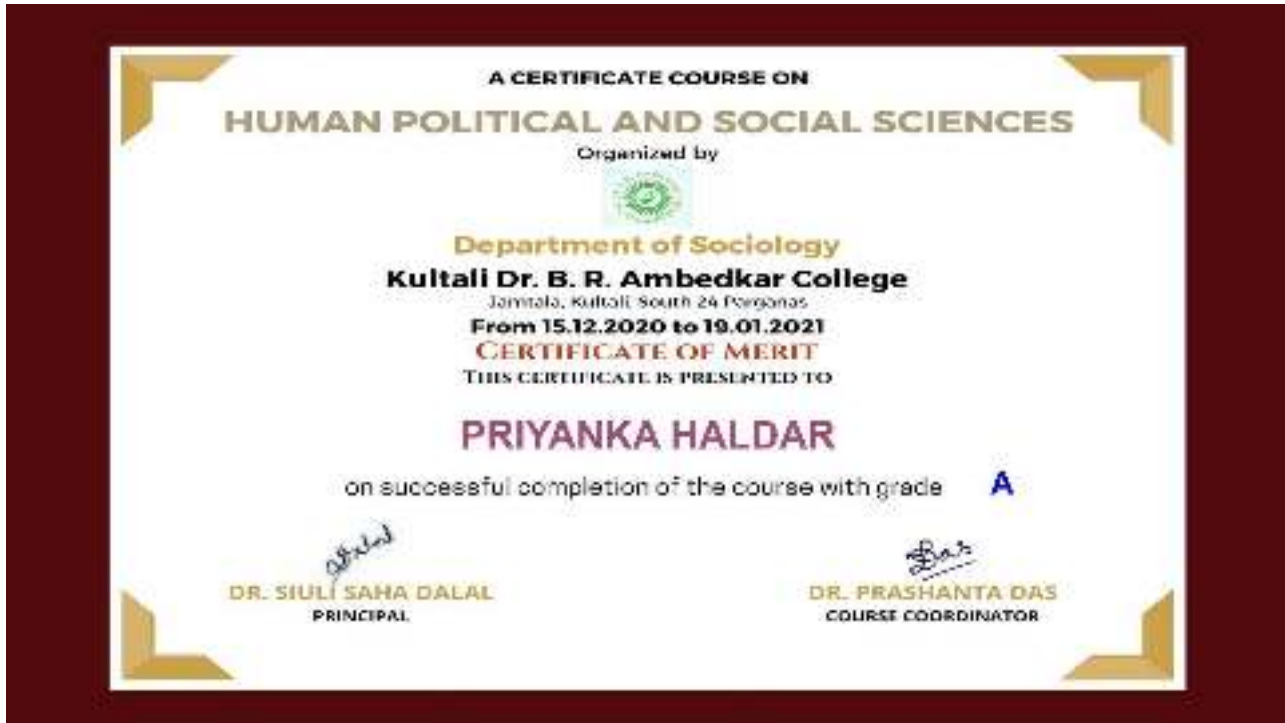 A CERTIFICATE COURSE ON
HUMAN POLITICAL AND SOCIAL SCIENCES
Organized by
Department of Sociology
Kultali Dr. B. R. Ambedkar College
Jamtala, Kultali, South 24 Parganas
From 15.12.2020 to 19.01.2021
CERTIFICATE OF MERIT
THIS CERTIFICATE IS PRESENTED TO
PRIYANKA HALDAR
on successful completion of the course with grade A
DR. SIULI SAHA DALAL
PRINCIPAL
Das
DR. PRASHANTA DAS
COURSE COORDINATOR